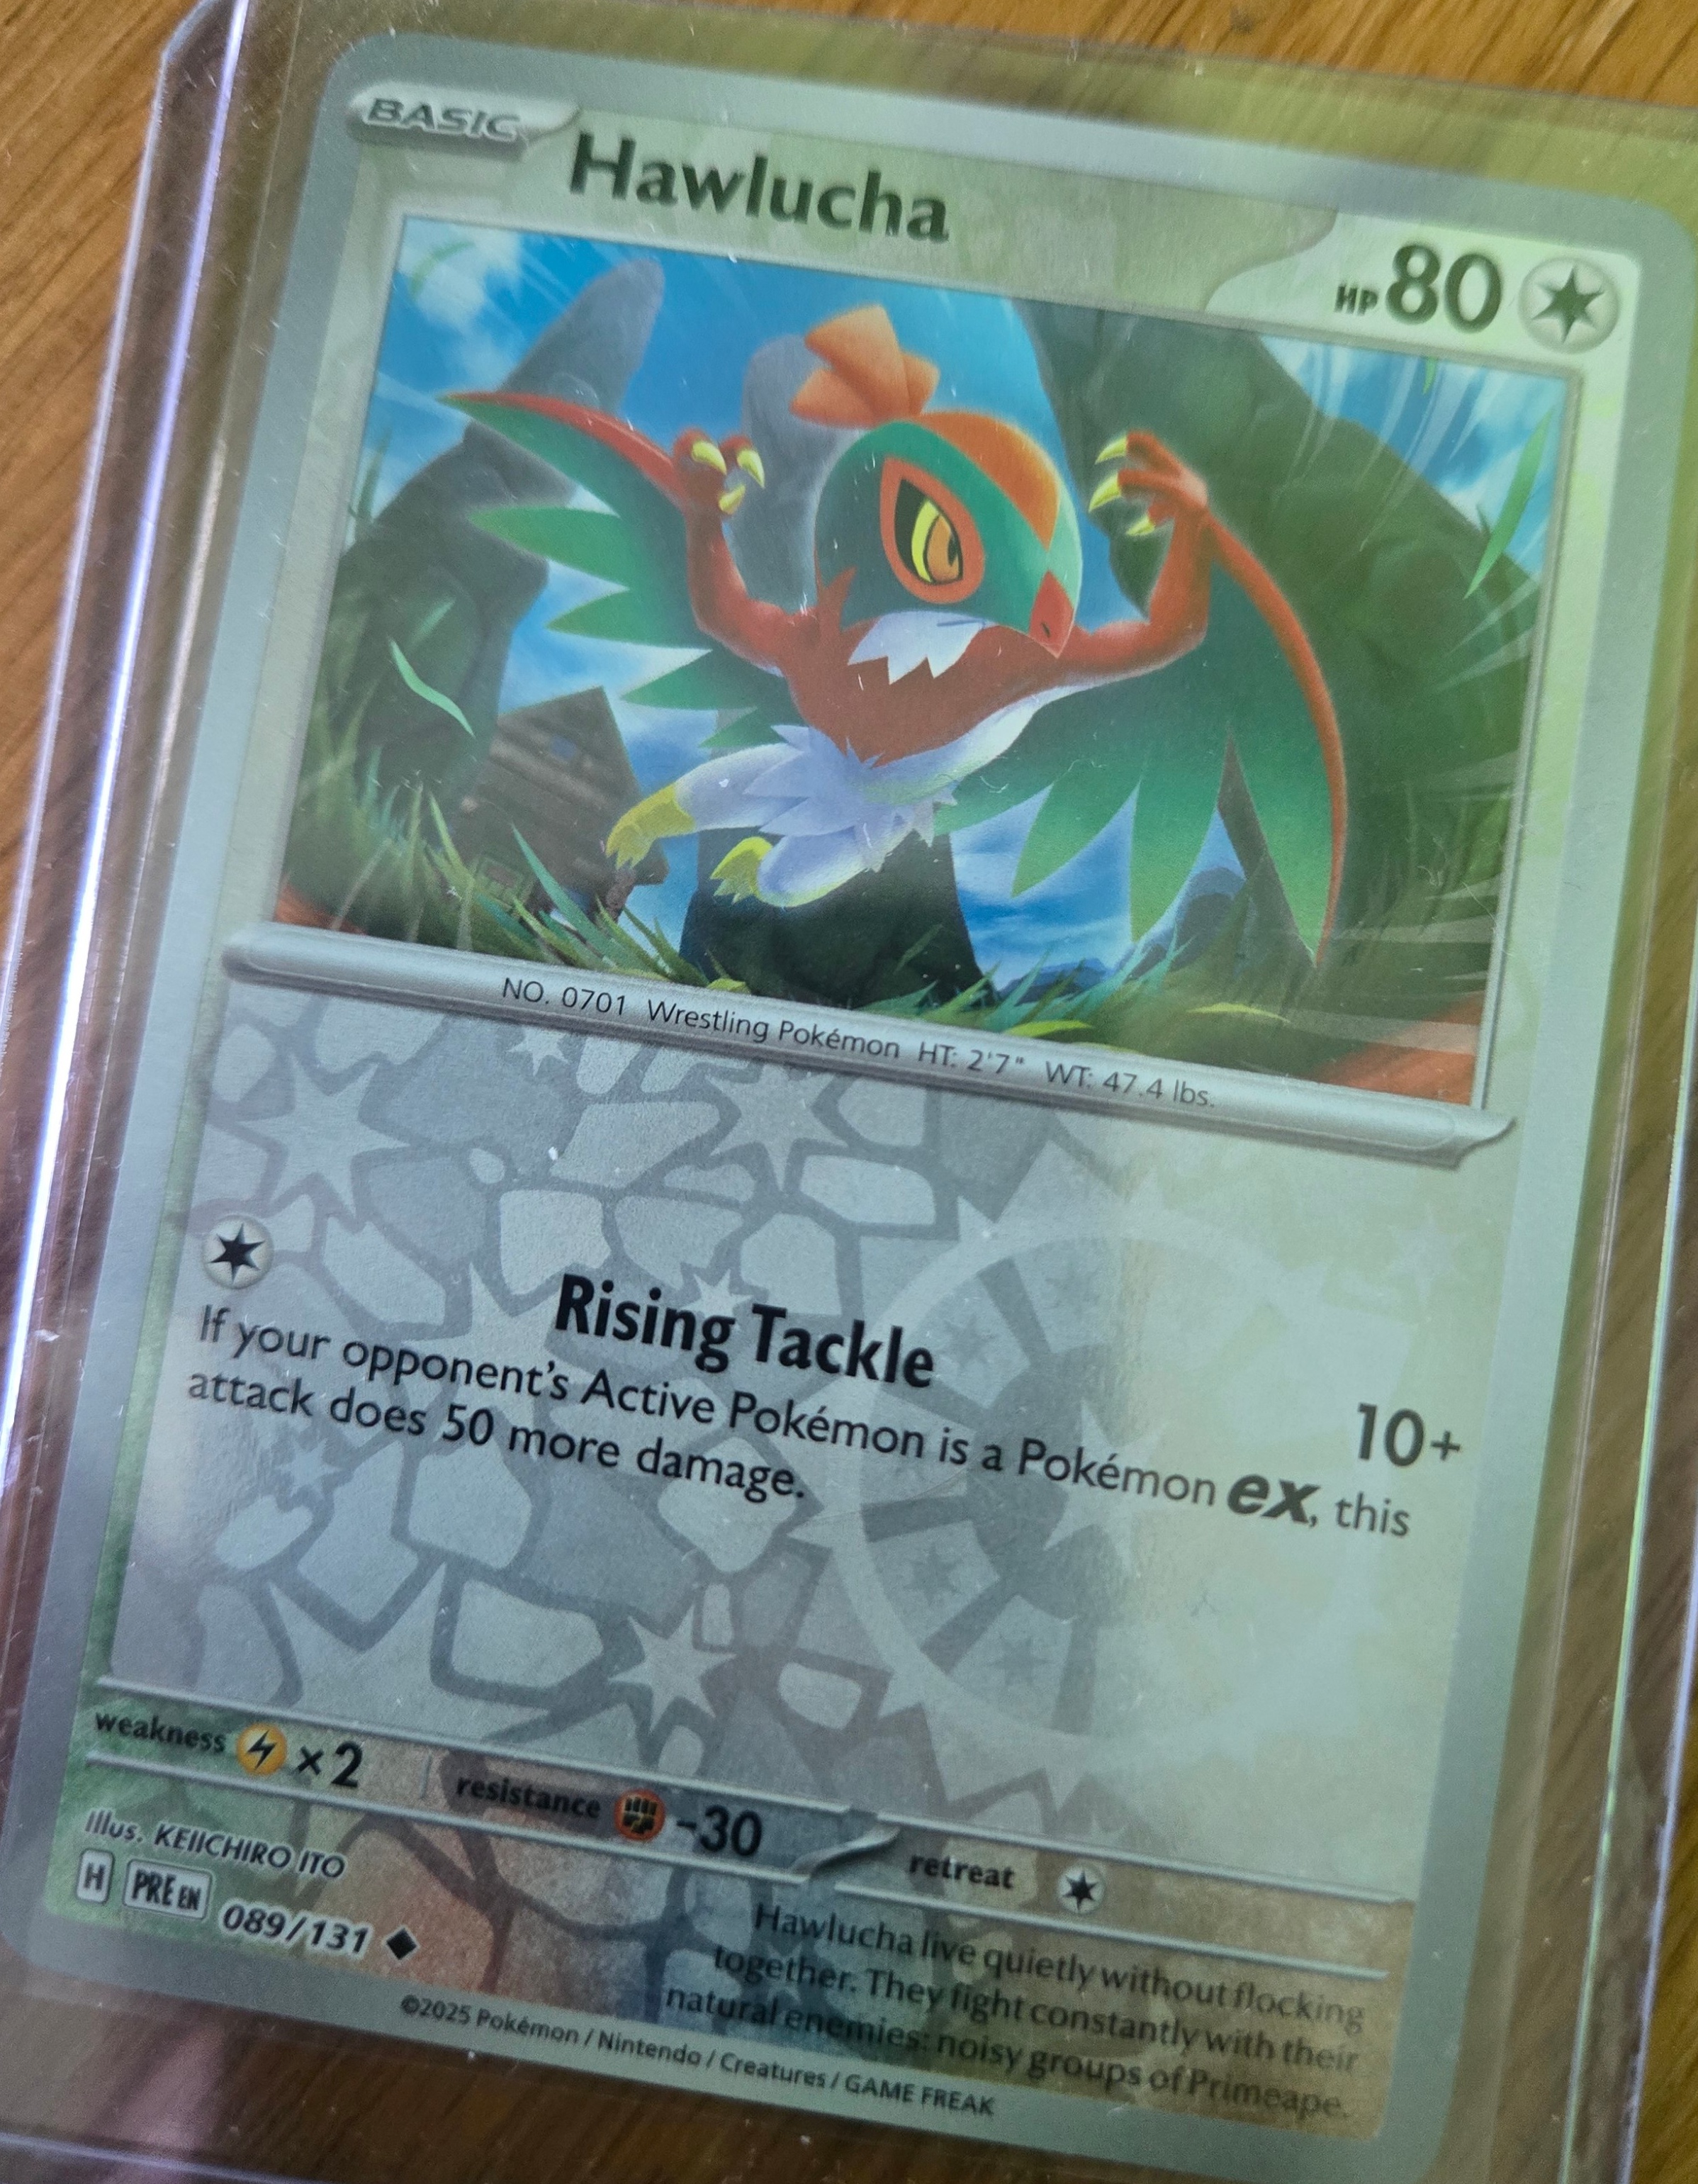 BASIC
Hawlucha
HP 80
NO. 0701 Wrestling Pokémon HT: 2'7" WT: 47.4 lbs.
Rising Tackle
10+
If your opponent's Active Pokémon is a Pokémon ex, this
attack does 50 more damage.
weakness ×2
resistance -30
retreat
Illus. KEIICHIRO ITO
H PRE EN 089/131
Hawlucha live quietly without flocking
together. They fight constantly with their
natural enemies: noisy groups of Primeape.
©2025 Pokémon / Nintendo / Creatures / GAME FREAK